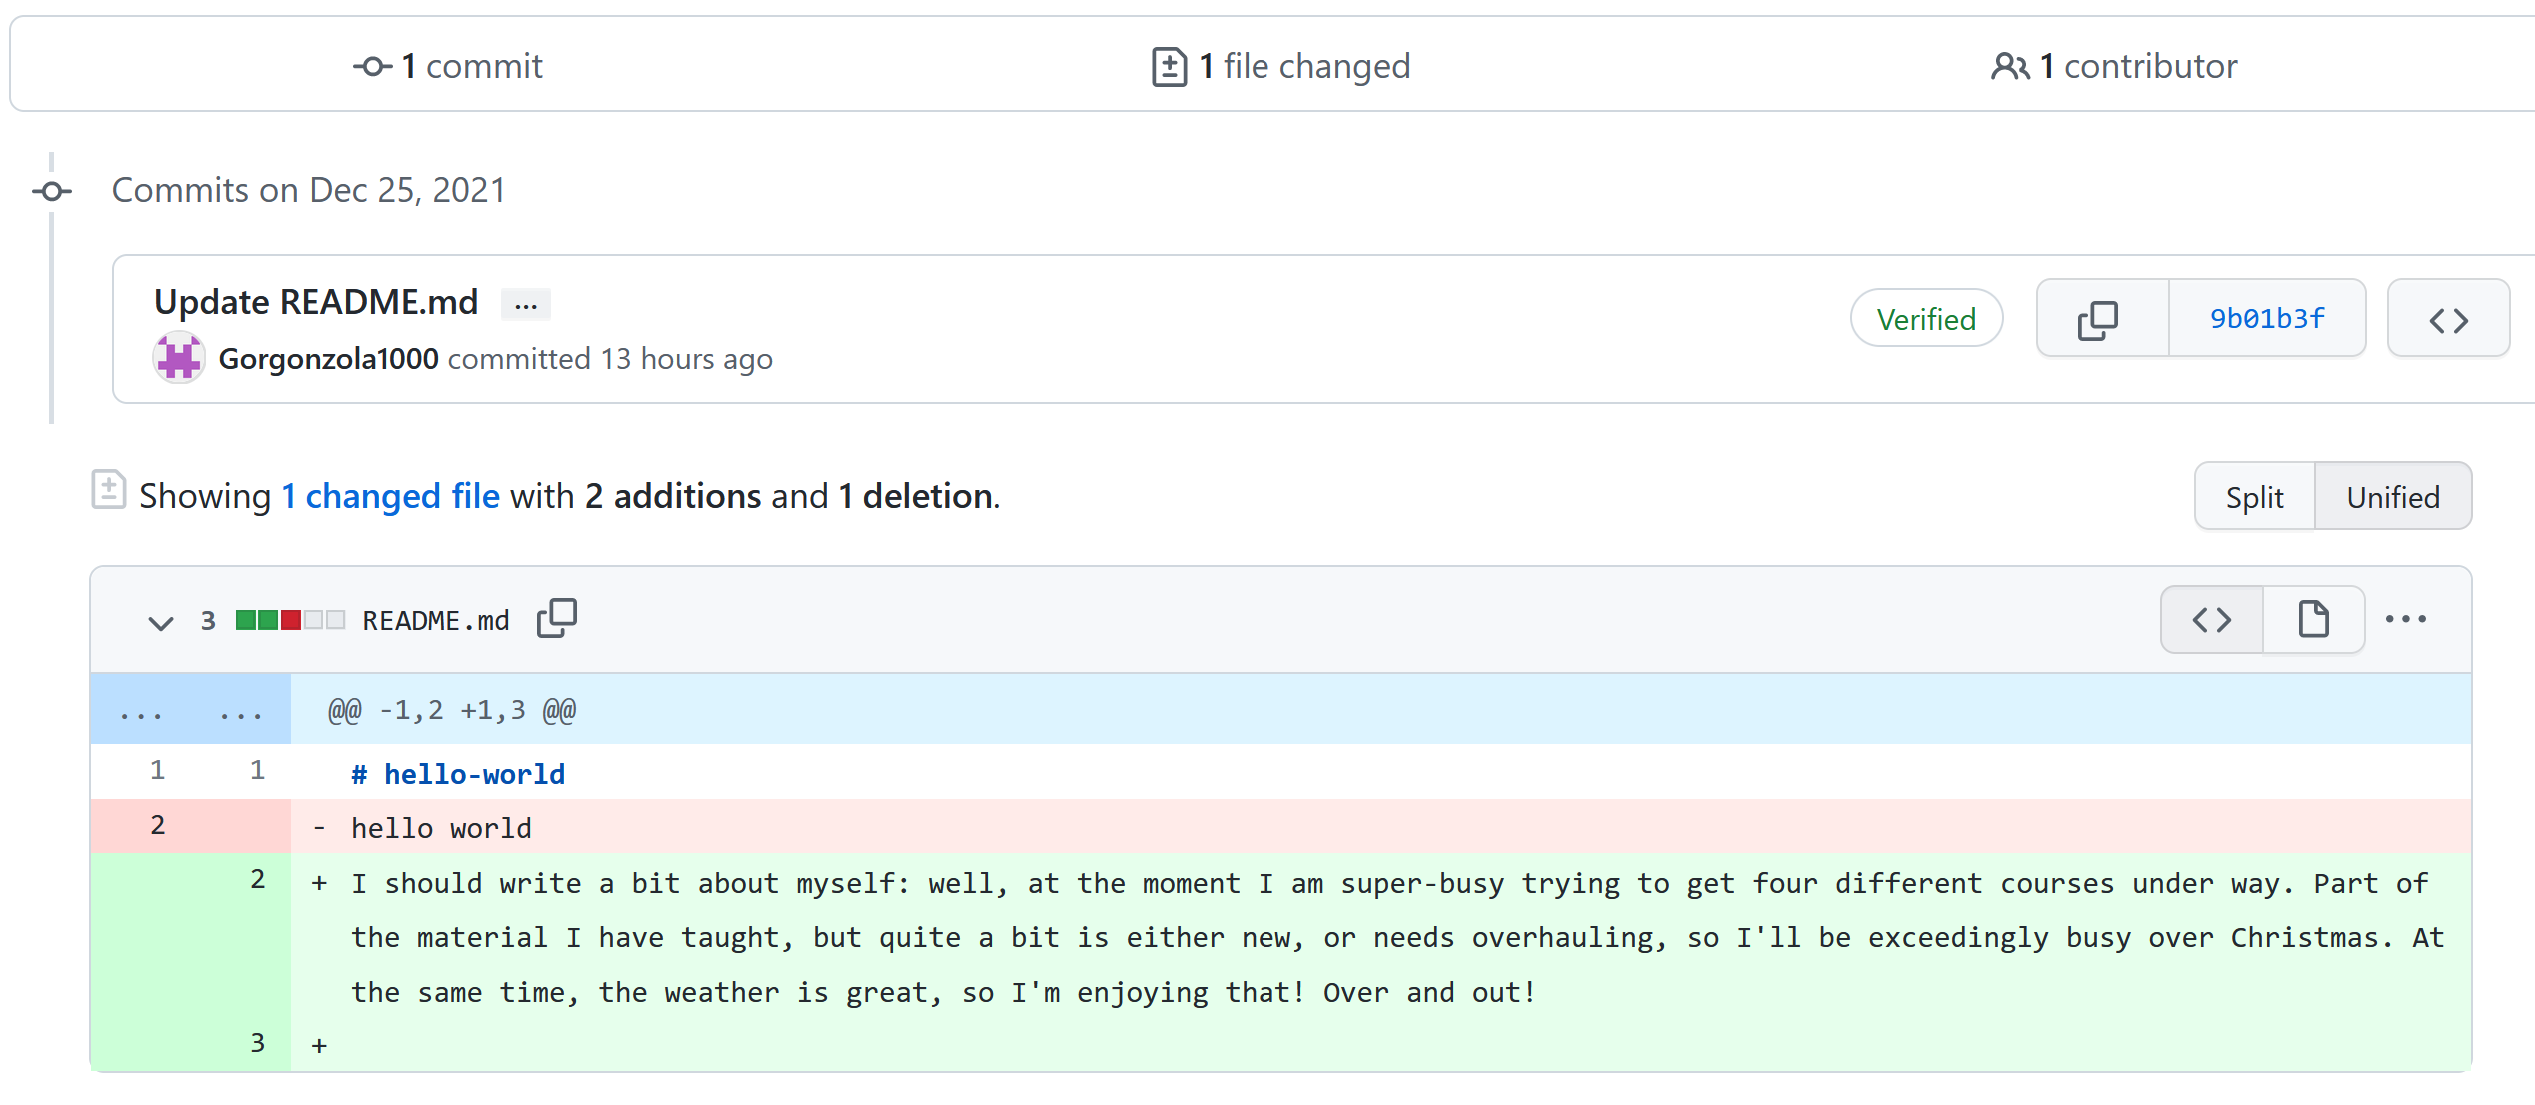 1 commit
1 file changed
1 contributor
Commits on Dec 25, 2021
Update README.md ...
Verified
9b01b3f
Gorgonzola1000 committed 13 hours ago
Showing 1 changed file with 2 additions and 1 deletion.
Split
Unified
3 README.md
... ... @@ -1,2 +1,3 @@
1 1 # hello-world
2 - hello world
2 + I should write a bit about myself: well, at the moment I am super-busy trying to get four different courses under way. Part of
the material I have taught, but quite a bit is either new, or needs overhauling, so I'll be exceedingly busy over Christmas. At
the same time, the weather is great, so I'm enjoying that! Over and out!
3 +